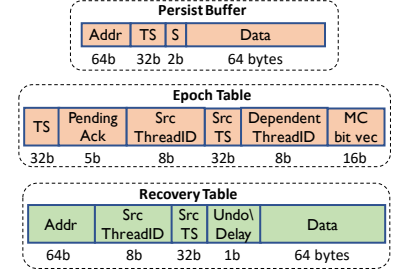 Persist Buffer
Addr TS S Data
64b 32b 2b 64 bytes
Epoch Table
TS Pending Ack Src ThreadID Src TS Dependent ThreadID MC bit vec
32b 5b 8b 32b 8b 16b
Recovery Table
Addr Src ThreadID Src TS Undo\ Delay Data
64b 8b 32b 1b 64 bytes